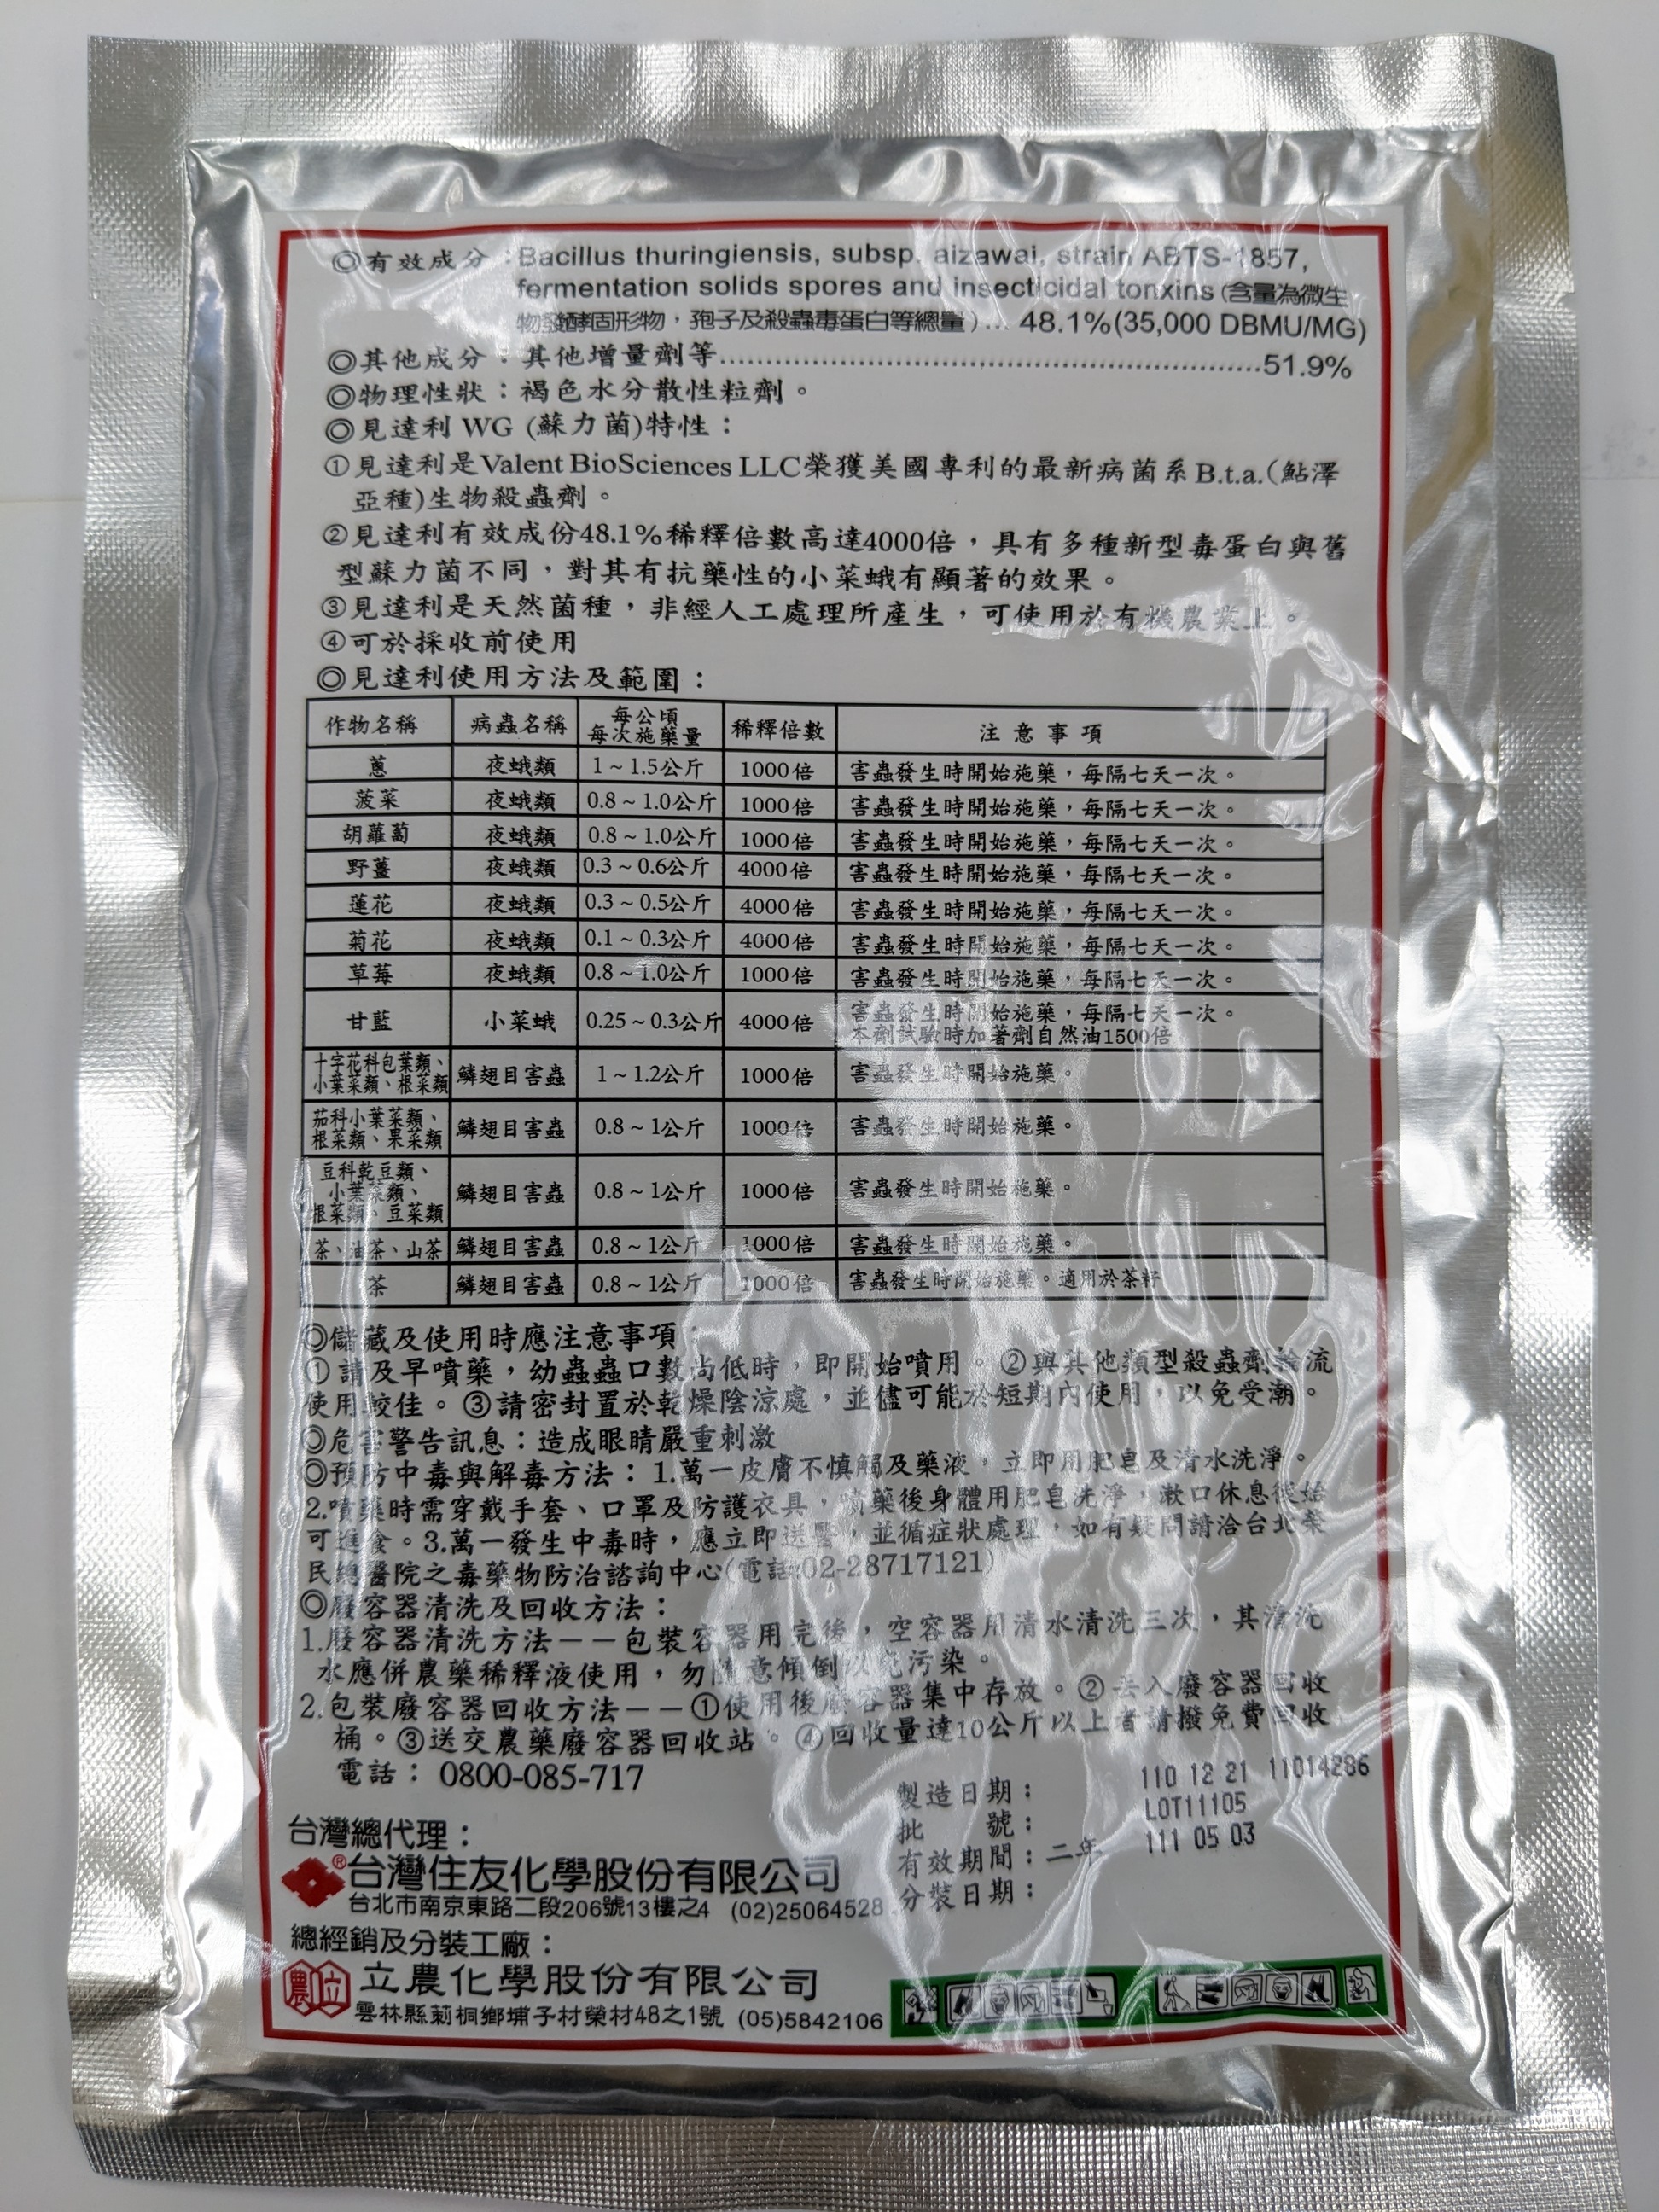 ◎有效成分：Bacillus thuringiensis, subsp. aizawai, strain ABTS-1857,
fermentation solids spores and insecticidal tonxins (含量為微生
物發酵固形物，孢子及殺蟲毒蛋白等總量)... 48.1%(35,000 DBMU/MG)
◎其他成分：其他增量劑等......51.9%
◎物理性狀：褐色水分散性粒劑。
◎見達利 WG (蘇力菌)特性：
①見達利是Valent BioSciences LLC榮獲美國專利的最新病菌系B.t.a.(鮎澤
亞種)生物殺蟲劑。
②見達利有效成份48.1%稀釋倍數高達4000倍，具有多種新型毒蛋白與舊
型蘇力菌不同，對其有抗藥性的小菜蛾有顯著的效果。
③見達利是天然菌種，非經人工處理所產生，可使用於有機農業上。
④可於採收前使用
◎見達利使用方法及範圍：
作物名稱 病蟲名稱 每公頃每次施藥量 稀釋倍數 注意事項
蔥 夜蛾類 1～1.5公斤 1000倍 害蟲發生時開始施藥，每隔七天一次。
菠菜 夜蛾類 0.8～1.0公斤 1000倍 害蟲發生時開始施藥，每隔七天一次。
胡蘿蔔 夜蛾類 0.8～1.0公斤 1000倍 害蟲發生時開始施藥，每隔七天一次。
野薑 夜蛾類 0.3～0.6公斤 4000倍 害蟲發生時開始施藥，每隔七天一次。
蓮花 夜蛾類 0.3～0.5公斤 4000倍 害蟲發生時開始施藥，每隔七天一次。
菊花 夜蛾類 0.1～0.3公斤 4000倍 害蟲發生時開始施藥，每隔七天一次。
草莓 夜蛾類 0.8～1.0公斤 1000倍 害蟲發生時開始施藥，每隔七天一次。
甘藍 小菜蛾 0.25～0.3公斤 4000倍 害蟲發生時開始施藥，每隔七天一次。
本劑試驗時加著劑自然油1500倍
十字花科包葉類、
小葉菜類、根菜類 鱗翅目害蟲 1～1.2公斤 1000倍 害蟲發生時開始施藥。
茄科小葉菜類、
根菜類、果菜類 鱗翅目害蟲 0.8～1公斤 1000倍 害蟲發生時開始施藥。
豆科乾豆類、
小葉菜類、
根菜類、豆菜類 鱗翅目害蟲 0.8～1公斤 1000倍 害蟲發生時開始施藥。
茶、油茶、山茶 鱗翅目害蟲 0.8～1公斤 1000倍 害蟲發生時開始施藥。
茶 鱗翅目害蟲 0.8～1公斤 1000倍 害蟲發生時開始施藥。適用於茶籽
◎儲藏及使用時應注意事項：
①請及早噴藥，幼蟲蟲口數尚低時，即開始噴用。②與其他類型殺蟲劑輪流
使用較佳。③請密封置於乾燥陰涼處，並儘可能於短期內使用，以免受潮。
◎危害警告訊息：造成眼睛嚴重刺激
◎預防中毒與解毒方法：1.萬一皮膚不慎觸及藥液，立即用肥皂及清水洗淨。
2.噴藥時需穿戴手套、口罩及防護衣具，噴藥後身體用肥皂洗淨，漱口休息後始
可進食。3.萬一發生中毒時，應立即送醫，並循症狀處理，如有疑問請洽台北榮
民總醫院之毒藥物防治諮詢中心(電話:02-28717121)
◎廢容器清洗及回收方法：
1.廢容器清洗方法－－包裝容器用完後，空容器用清水清洗三次，其清洗
水應併農藥稀釋液使用，勿隨意傾倒以免污染。
2.包裝廢容器回收方法－－①使用後廢容器集中存放。②丟入廢容器回收
桶。③送交農藥廢容器回收站。④回收量達10公斤以上者請撥免費回收
電話：0800-085-717
製造日期： 110 12 21 11014286
批號： LOT11105
有效期間：二年 111 05 03
分裝日期：
台灣總代理：
®台灣住友化學股份有限公司
台北市南京東路二段206號13樓之4 (02)25064528
總經銷及分裝工廠：
農立 立農化學股份有限公司
雲林縣莿桐鄉埔子村榮村48之1號 (05)5842106